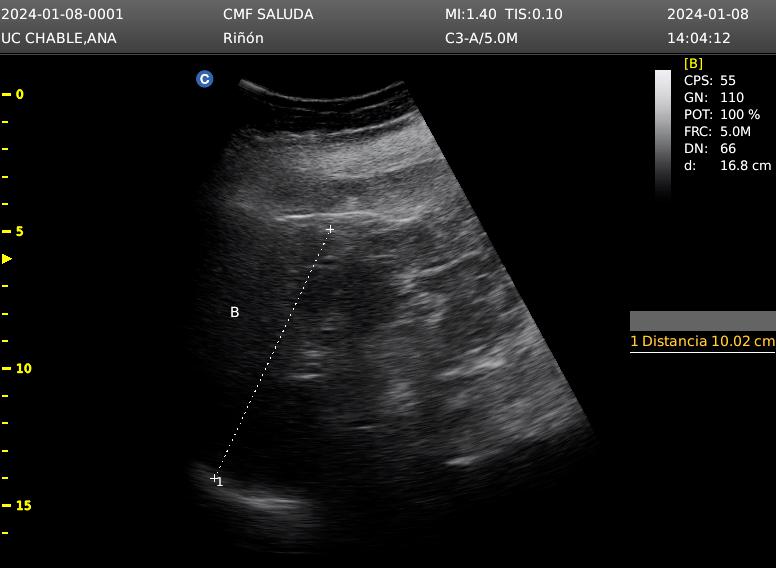 2024-01-08-0001 CMF SALUDA MI:1.40 TIS:0.10 2024-01-08
UC CHABLE,ANA Riñón C3-A/5.0M 14:04:12
C
[B]
CPS: 55
GN: 110
POT: 100 %
FRC: 5.0M
DN: 66
d: 16.8 cm
0
5
10
15
B
1
1 Distancia 10.02 cm